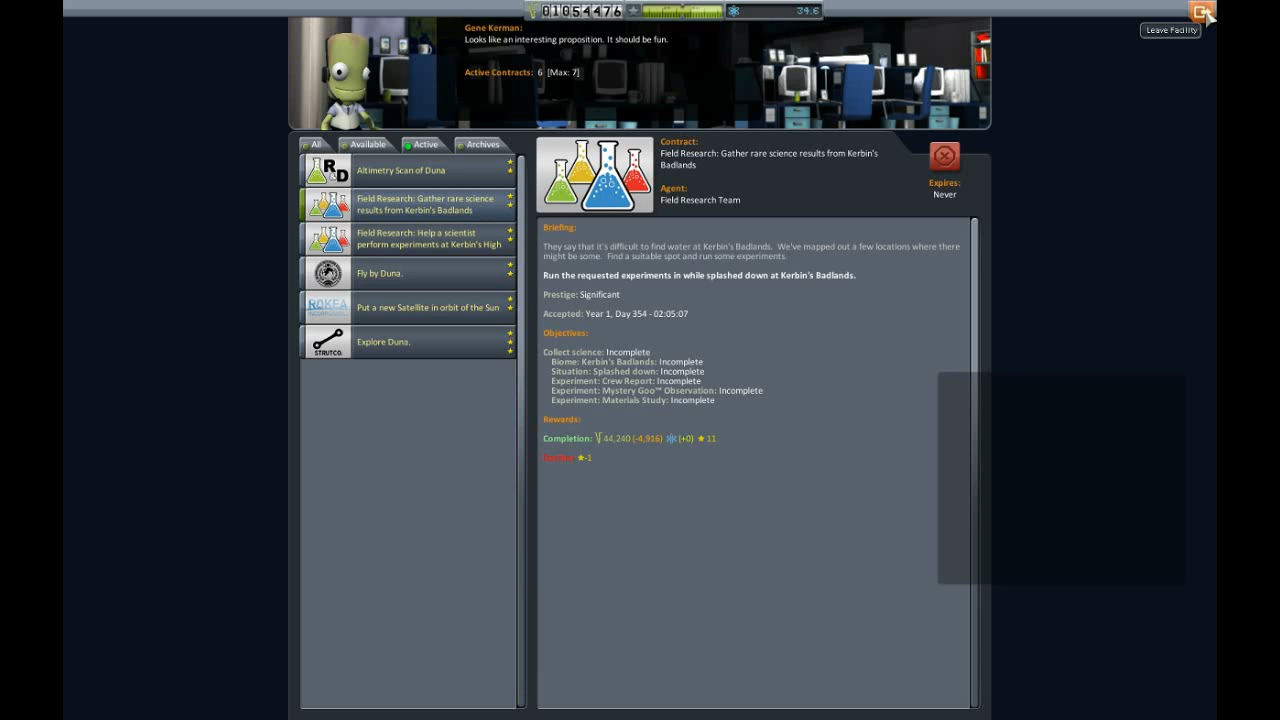 01054476
34.6
Leave Facility
Gene Kerman:
Looks like an interesting proposition. It should be fun.
Active Contracts: 6 [Max: 7]
All Available Active Archives
R&D
Altimetry Scan of Duna
Field Research: Gather rare science
results from Kerbin's Badlands
Field Research: Help a scientist
perform experiments at Kerbin's High
Fly by Duna.
ROKEA
INCORPORATED
Put a new Satellite in orbit of the Sun
STRUTCO.
Explore Duna.
Contract:
Field Research: Gather rare science results from Kerbin's
Badlands
Agent:
Field Research Team
Expires:
Never
Briefing:
They say that it's difficult to find water at Kerbin's Badlands. We've mapped out a few locations where there
might be some. Find a suitable spot and run some experiments.
Run the requested experiments in while splashed down at Kerbin's Badlands.
Prestige: Significant
Accepted: Year 1, Day 354 - 02:05:07
Objectives:
Collect science: Incomplete
Biome: Kerbin's Badlands: Incomplete
Situation: Splashed down: Incomplete
Experiment: Crew Report: Incomplete
Experiment: Mystery Goo™ Observation: Incomplete
Experiment: Materials Study: Incomplete
Rewards:
Completion: 44,240 (-4,916) (+0) 11
-1